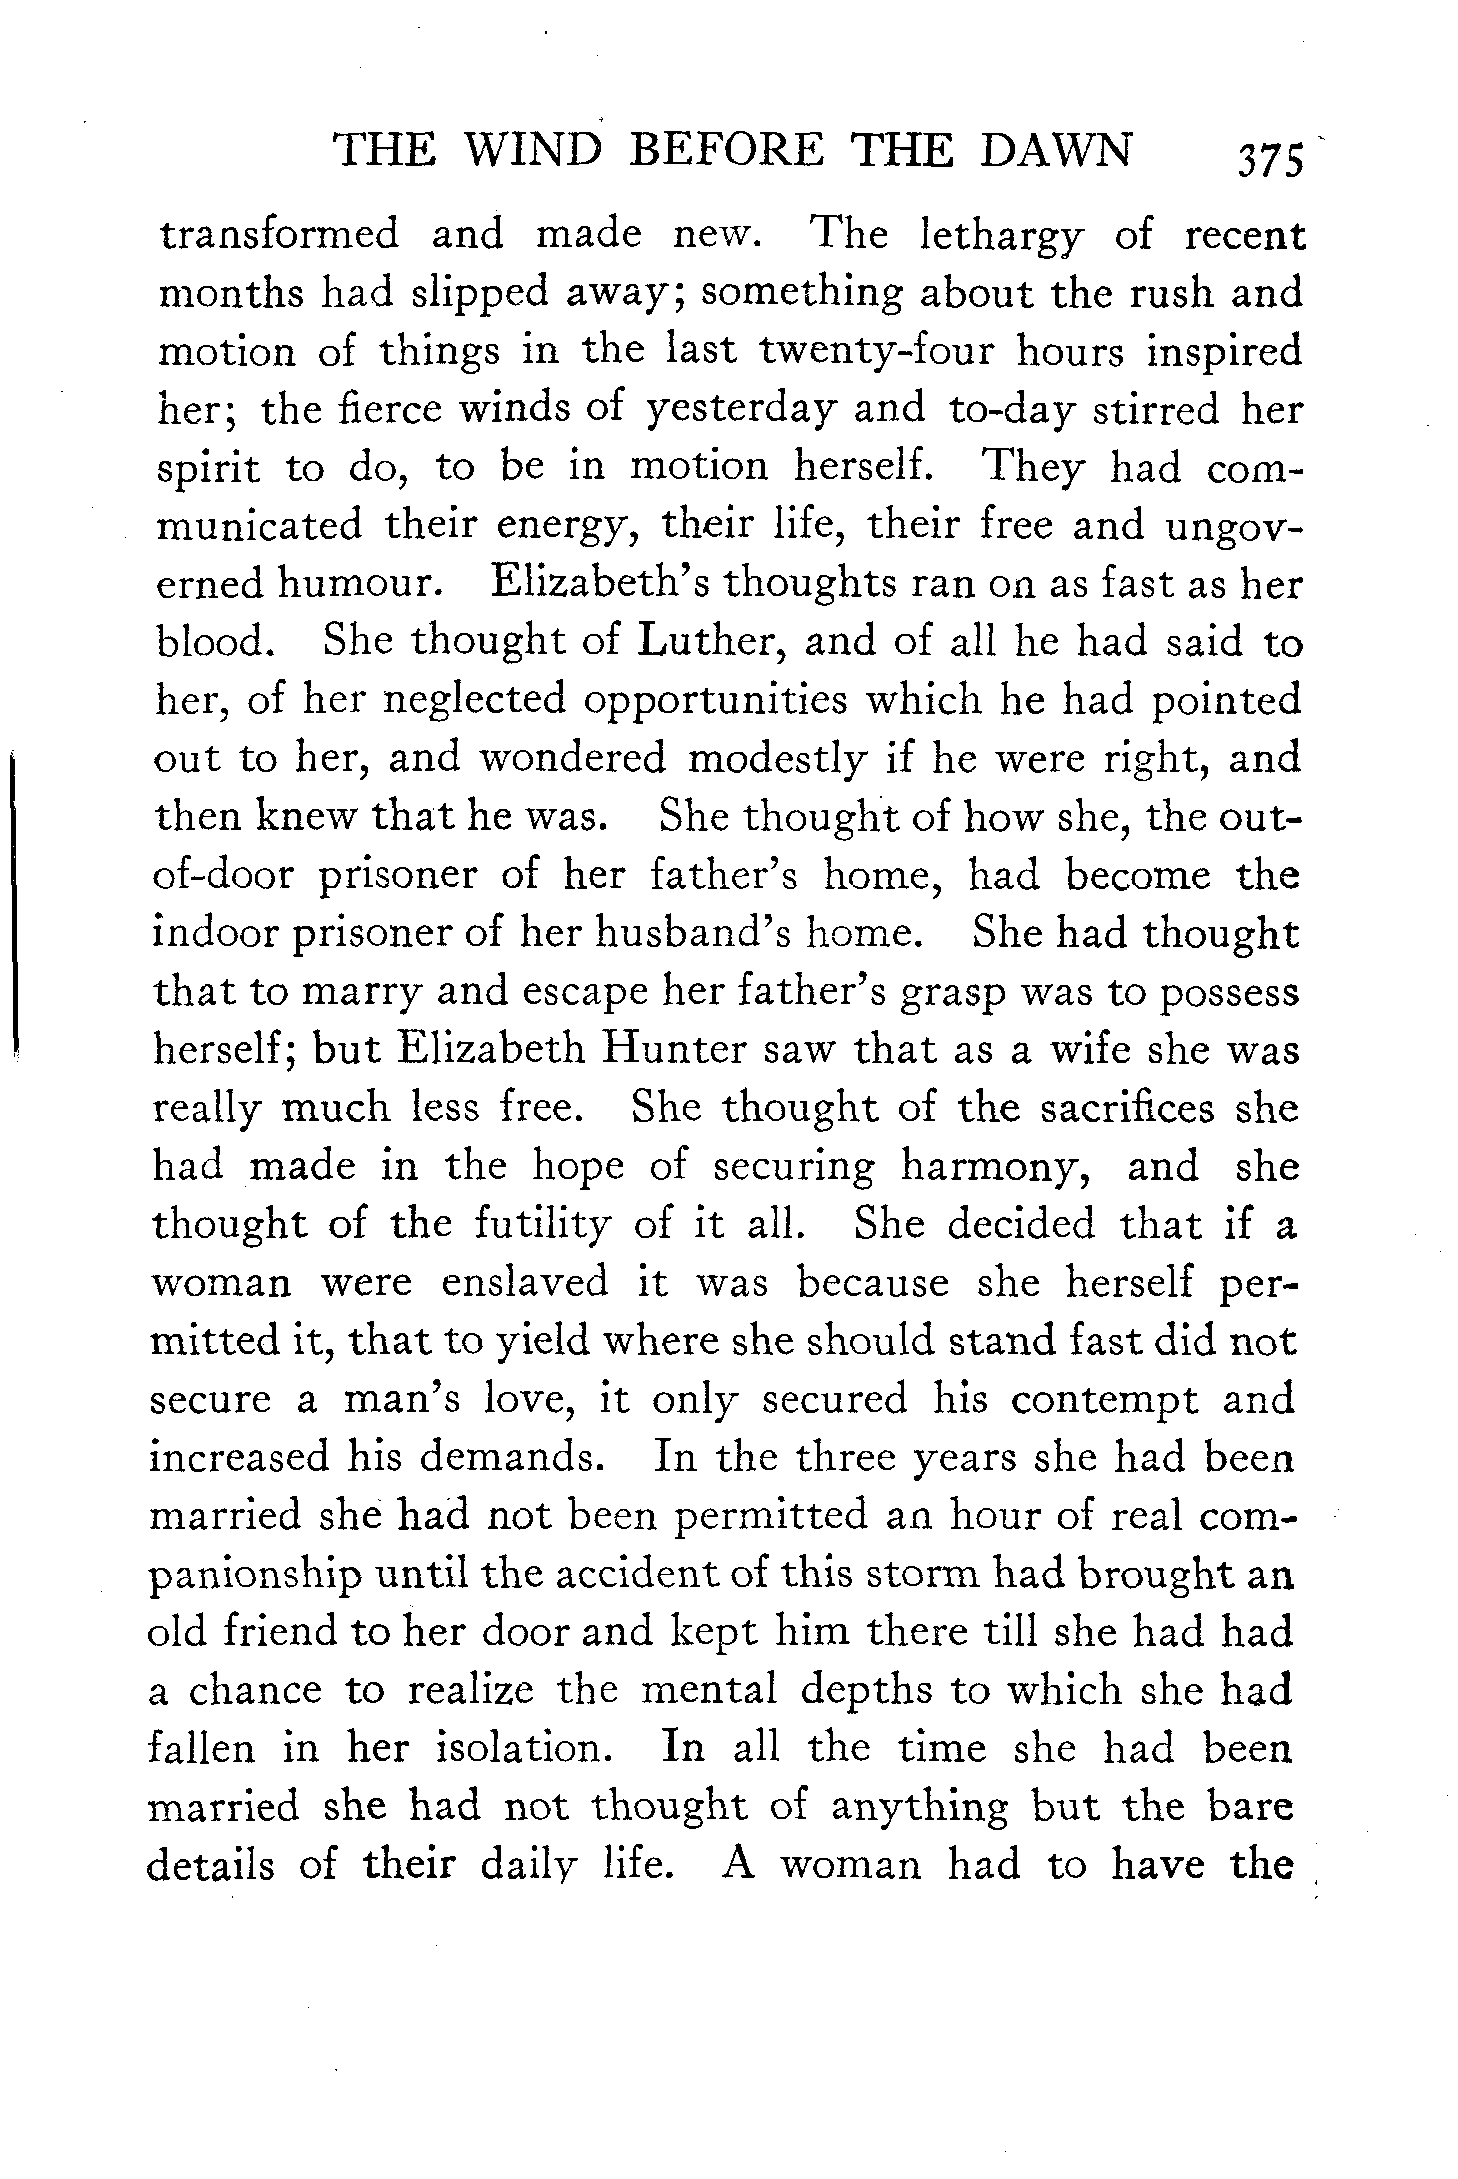 THE WIND BEFORE THE DAWN 375
transformed and made new. The lethargy of recent
months had slipped away; something about the rush and
motion of things in the last twenty-four hours inspired
her; the fierce winds of yesterday and to-day stirred her
spirit to do, to be in motion herself. They had com-
municated their energy, their life, their free and ungov-
erned humour. Elizabeth's thoughts ran on as fast as her
blood. She thought of Luther, and of all he had said to
her, of her neglected opportunities which he had pointed
out to her, and wondered modestly if he were right, and
then knew that he was. She thought of how she, the out-
of-door prisoner of her father's home, had become the
indoor prisoner of her husband's home. She had thought
that to marry and escape her father's grasp was to possess
herself; but Elizabeth Hunter saw that as a wife she was
really much less free. She thought of the sacrifices she
had made in the hope of securing harmony, and she
thought of the futility of it all. She decided that if a
woman were enslaved it was because she herself per-
mitted it, that to yield where she should stand fast did not
secure a man's love, it only secured his contempt and
increased his demands. In the three years she had been
married she had not been permitted an hour of real com-
panionship until the accident of this storm had brought an
old friend to her door and kept him there till she had had
a chance to realize the mental depths to which she had
fallen in her isolation. In all the time she had been
married she had not thought of anything but the bare
details of their daily life. A woman had to have the